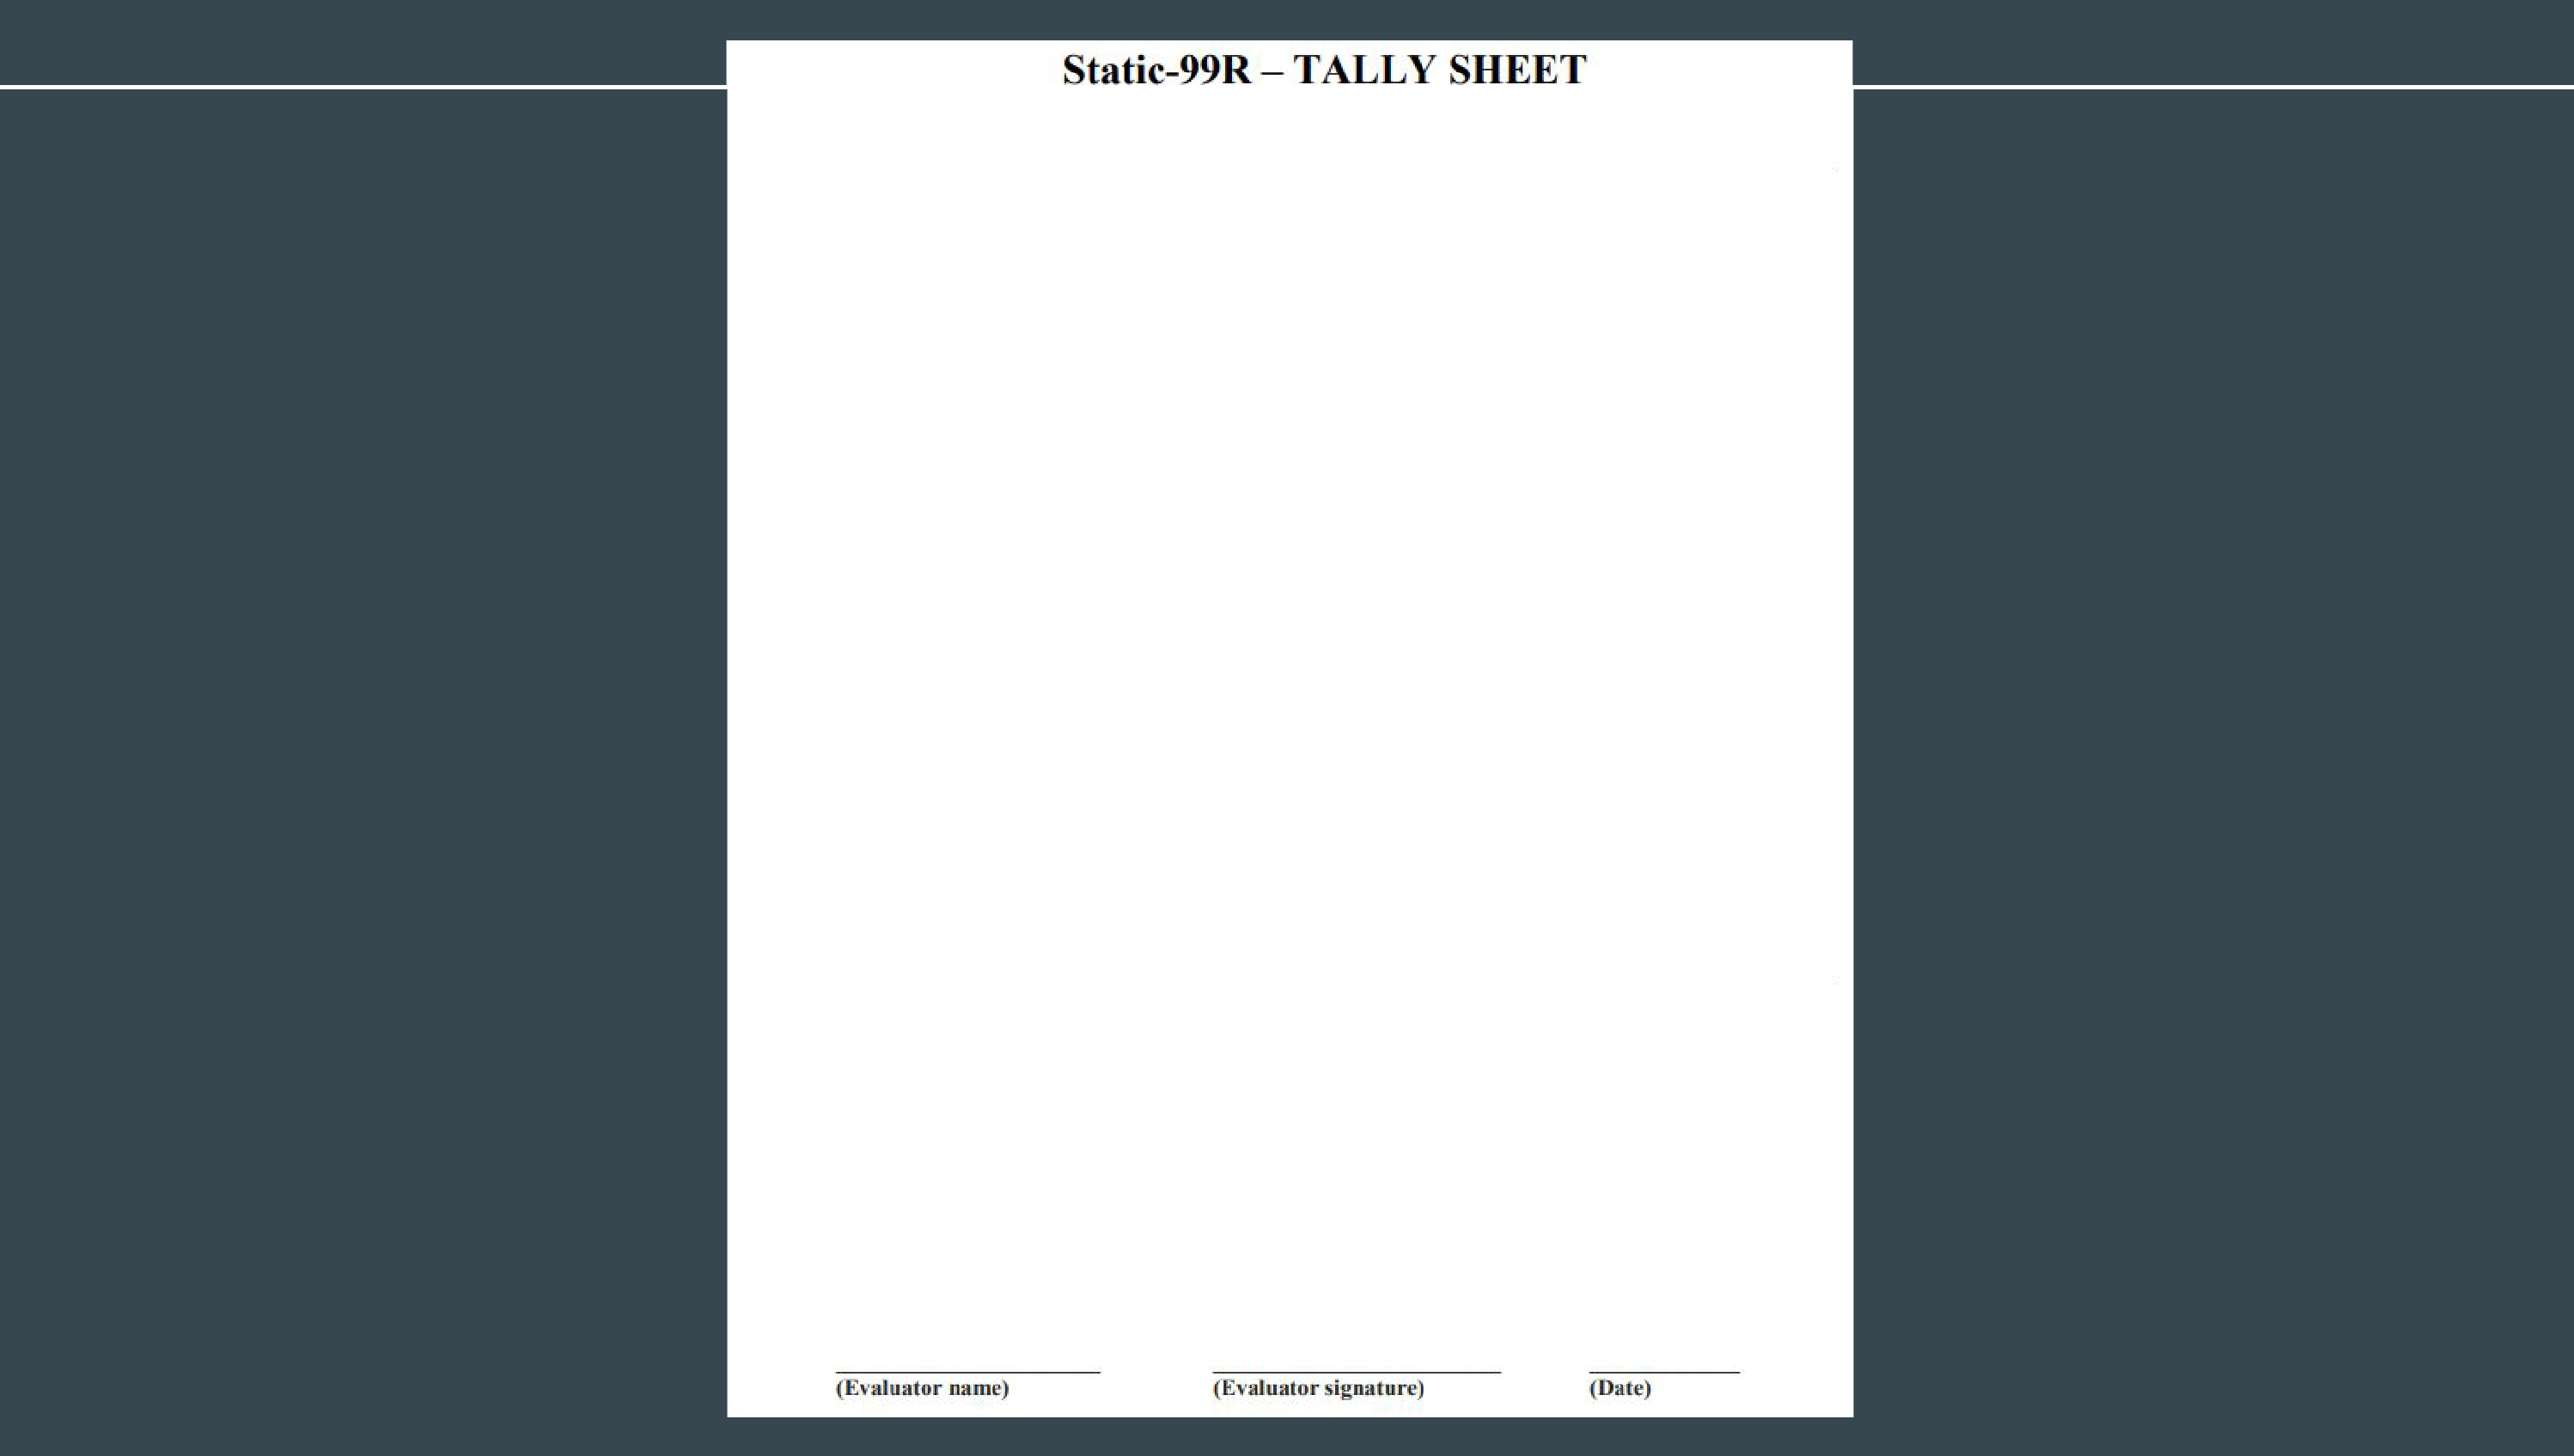 Static-99R – TALLY SHEET
(Evaluator name) (Evaluator signature) (Date)